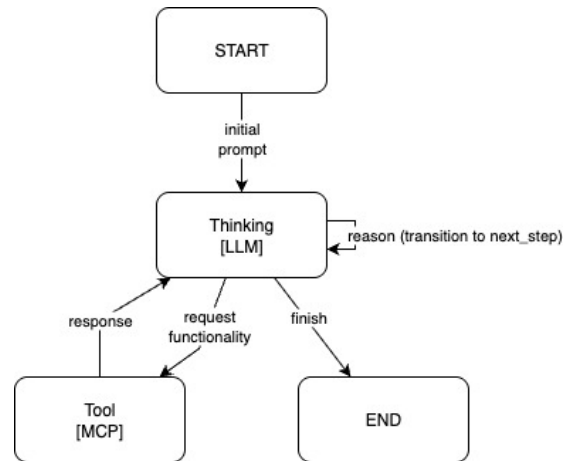 START
initial
prompt
Thinking
[LLM]
reason (transition to next_step)
response
request
functionality
finish
Tool
[MCP]
END